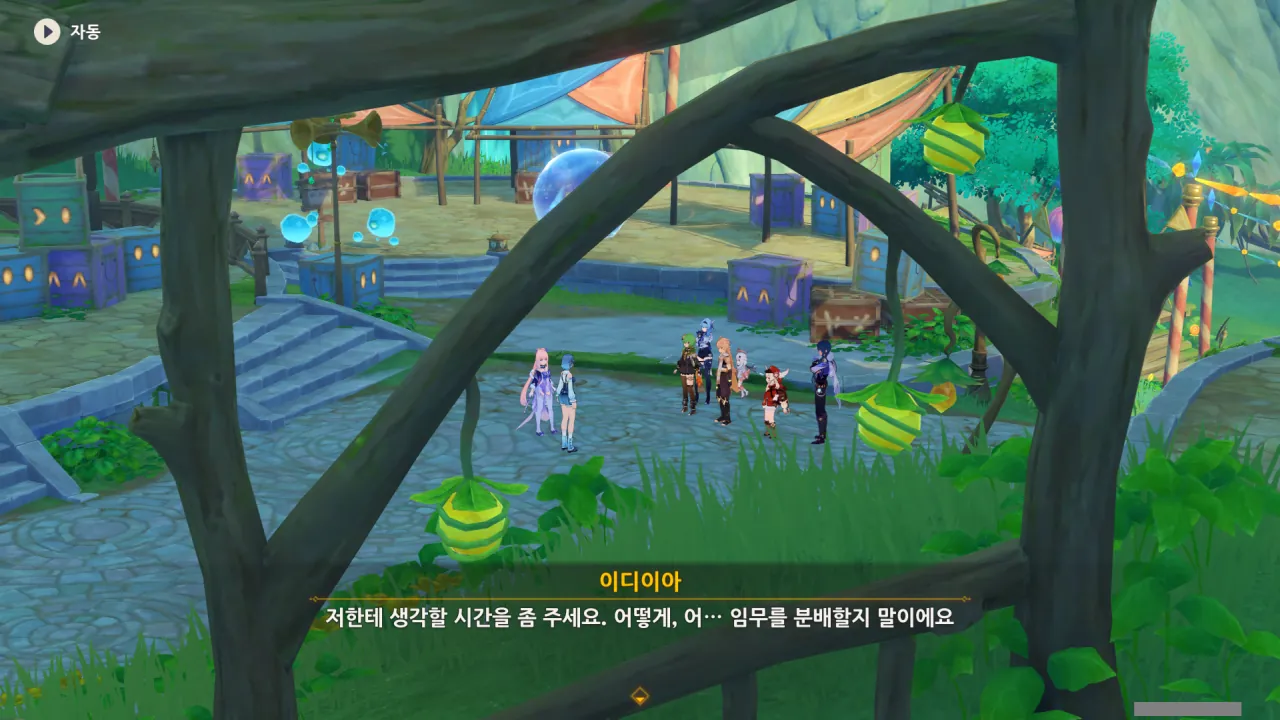 자동
이디이아
저한테 생각할 시간을 좀 주세요. 어떻게, 어… 임무를 분배할지 말이에요